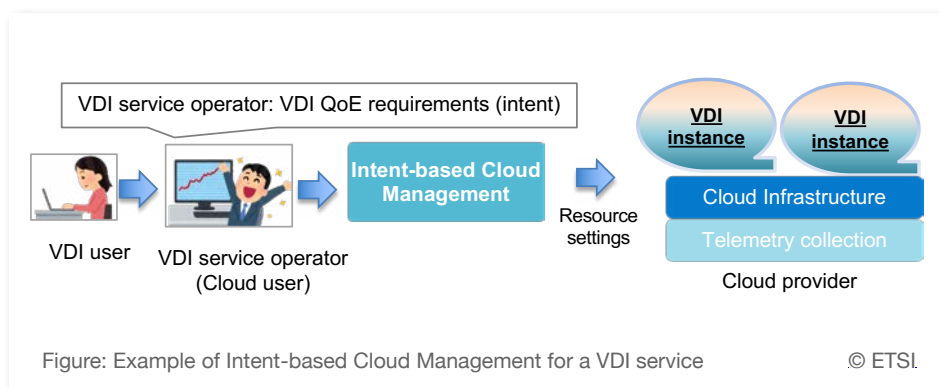 VDI service operator: VDI QoE requirements (intent)
VDI user
VDI service operator
(Cloud user)
Intent-based Cloud
Management
Resource
settings
VDI
instance
VDI
instance
Cloud Infrastructure
Telemetry collection
Cloud provider
Figure: Example of Intent-based Cloud Management for a VDI service
© ETSI.